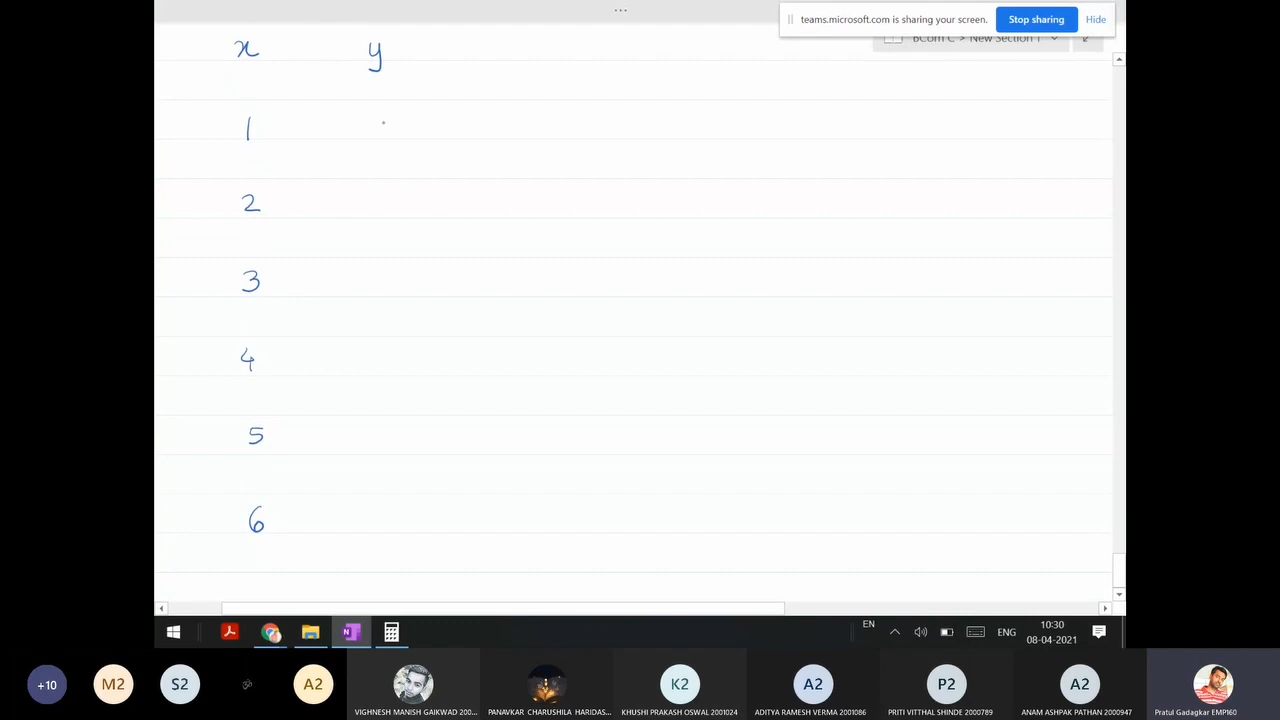 teams.microsoft.com is sharing your screen. Stop sharing Hide
BCom C > New Section 1
x y
1
2
3
4
5
6
EN ENG 10:30
08-04-2021
+10 M2 S2 A2 K2 A2 P2 A2
VIGHNESH MANISH GAIKWAD 200... PANAVKAR CHARUSHILA HARIDAS... KHUSHI PRAKASH OSWAL 2001024 ADITYA RAMESH VERMA 2001086 PRITI VITTHAL SHINDE 2000789 ANAM ASHPAK PATHAN 2000947 Pratul Gadagkar EMP160